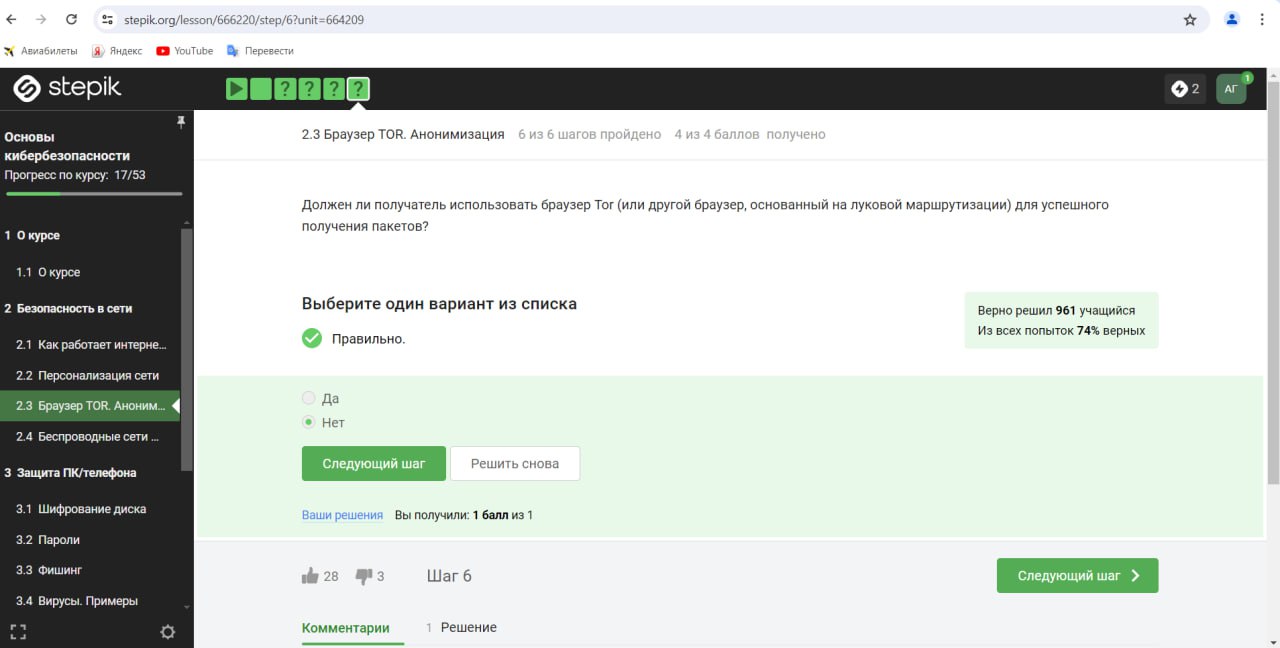 stepik.org/lesson/666220/step/6?unit=664209
Авиабилеты Яндекс YouTube Перевести
stepik
? ? ? ?
2 АГ 1
Основы
кибербезопасности
Прогресс по курсу: 17/53
1 О курсе
1.1 О курсе
2 Безопасность в сети
2.1 Как работает интерне...
2.2 Персонализация сети
2.3 Браузер TOR. Аноним...
2.4 Беспроводные сети ...
3 Защита ПК/телефона
3.1 Шифрование диска
3.2 Пароли
3.3 Фишинг
3.4 Вирусы. Примеры
2.3 Браузер TOR. Анонимизация 6 из 6 шагов пройдено 4 из 4 баллов получено
Должен ли получатель использовать браузер Tor (или другой браузер, основанный на луковой маршрутизации) для успешного
получения пакетов?
Выберите один вариант из списка
Правильно.
Верно решил 961 учащийся
Из всех попыток 74% верных
Да
Нет
Следующий шаг Решить снова
Ваши решения Вы получили: 1 балл из 1
28 3 Шаг 6
Следующий шаг
Комментарии 1 Решение